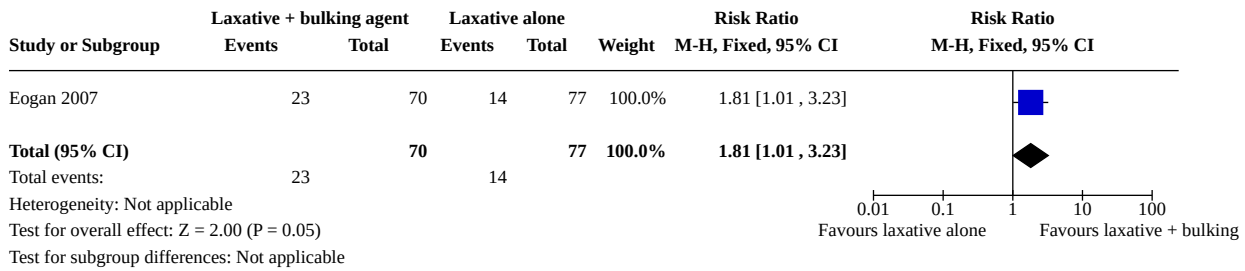 Laxative + bulking agent Laxative alone Risk Ratio Risk Ratio
Study or Subgroup Events Total Events Total Weight M-H, Fixed, 95% CI M-H, Fixed, 95% CI
Eogan 2007 23 70 14 77 100.0% 1.81 [1.01 , 3.23]
Total (95% CI) 70 77 100.0% 1.81 [1.01 , 3.23]
Total events: 23 14
Heterogeneity: Not applicable
0.01 0.1 1 10 100
Test for overall effect: Z = 2.00 (P = 0.05) Favours laxative alone Favours laxative + bulking
Test for subgroup differences: Not applicable